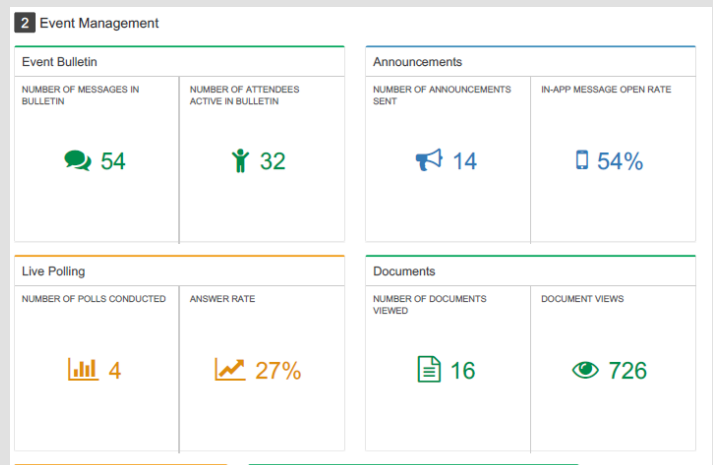 2 Event Management
Event Bulletin
NUMBER OF MESSAGES IN
BULLETIN
54
NUMBER OF ATTENDEES
ACTIVE IN BULLETIN
32
Announcements
NUMBER OF ANNOUNCEMENTS
SENT
14
IN-APP MESSAGE OPEN RATE
54%
Live Polling
NUMBER OF POLLS CONDUCTED
4
ANSWER RATE
27%
Documents
NUMBER OF DOCUMENTS
VIEWED
16
DOCUMENT VIEWS
726